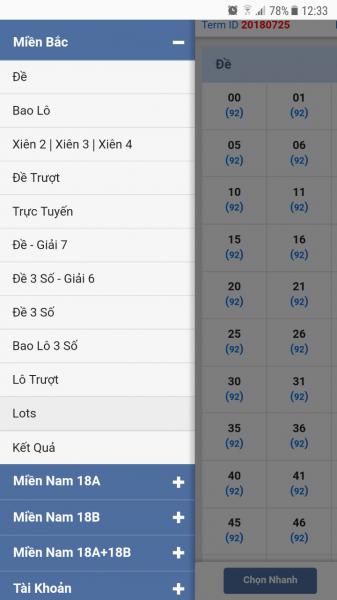 78% 12:33
Miền Bắc
Đề
Bao Lô
Xiên 2 | Xiên 3 | Xiên 4
Đề Trượt
Trực Tuyến
Đề - Giải 7
Đề 3 Số - Giải 6
Đề 3 Số
Bao Lô 3 Số
Lô Trượt
Lots
Kết Quả
Miền Nam 18A
Miền Nam 18B
Miền Nam 18A+18B
Tài Khoản
Term ID 20180725
Đề
00 01
(92) (92)
05 06
(92) (92)
10 11
(92) (92)
15 16
(92) (92)
20 21
(92) (92)
25 26
(92) (92)
30 31
(92) (92)
35 36
(92) (92)
40 41
(92) (92)
45 46
(92) (92)
Chọn Nhanh